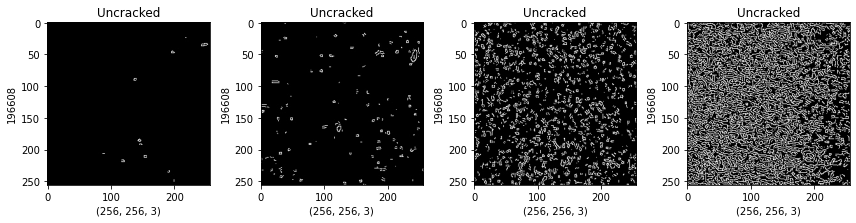 Uncracked Uncracked Uncracked Uncracked
0 0 0 0
50 50 50 50
100 100 100 100
150 150 150 150
200 200 200 200
250 250 250 250
196608 196608 196608 196608
0 100 200 0 100 200 0 100 200 0 100 200
(256, 256, 3) (256, 256, 3) (256, 256, 3) (256, 256, 3)